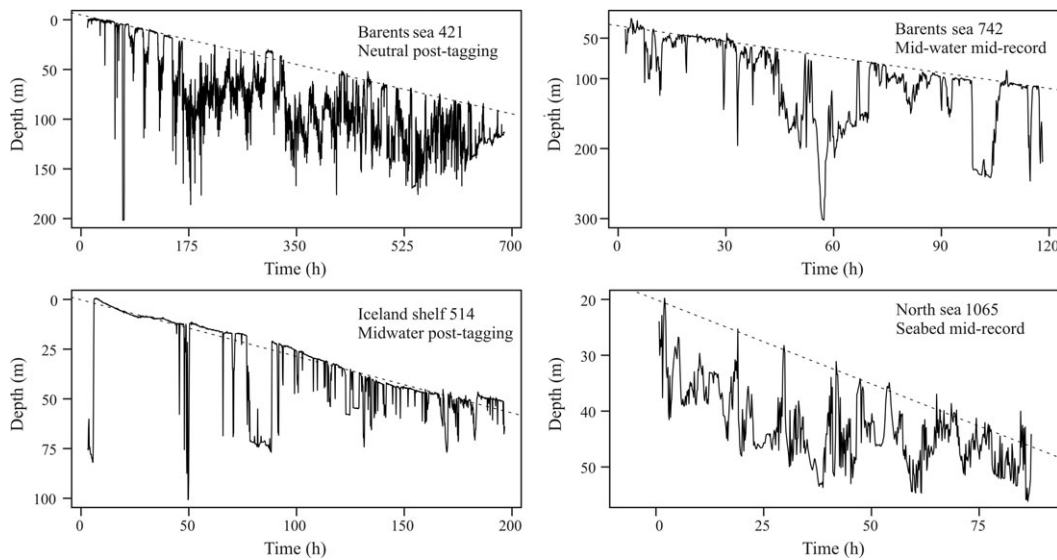 Barents sea 421
Neutral post-tagging
0
50
100
150
200
Depth (m)
0
175
350
525
700
Time (h)
Barents sea 742
Mid-water mid-record
50
100
200
300
Depth (m)
0
30
60
90
120
Time (h)
Iceland shelf 514
Midwater post-tagging
0
25
50
75
100
Depth (m)
0
50
100
150
200
Time (h)
North sea 1065
Seabed mid-record
20
30
40
50
Depth (m)
0
25
50
75
Time (h)